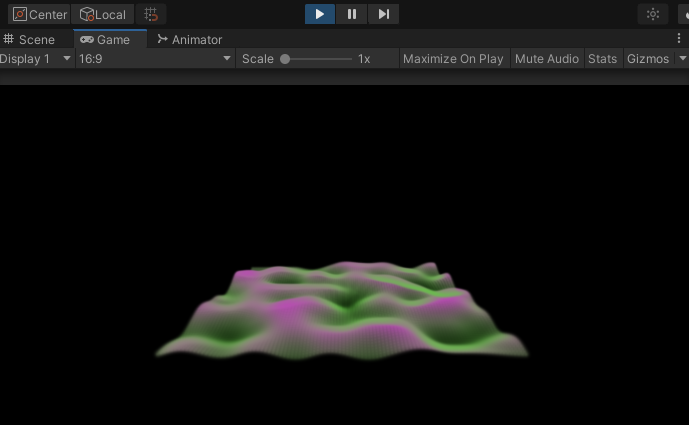 Center Local
Scene Game Animator
Display 1 16:9 Scale 1x Maximize On Play Mute Audio Stats Gizmos